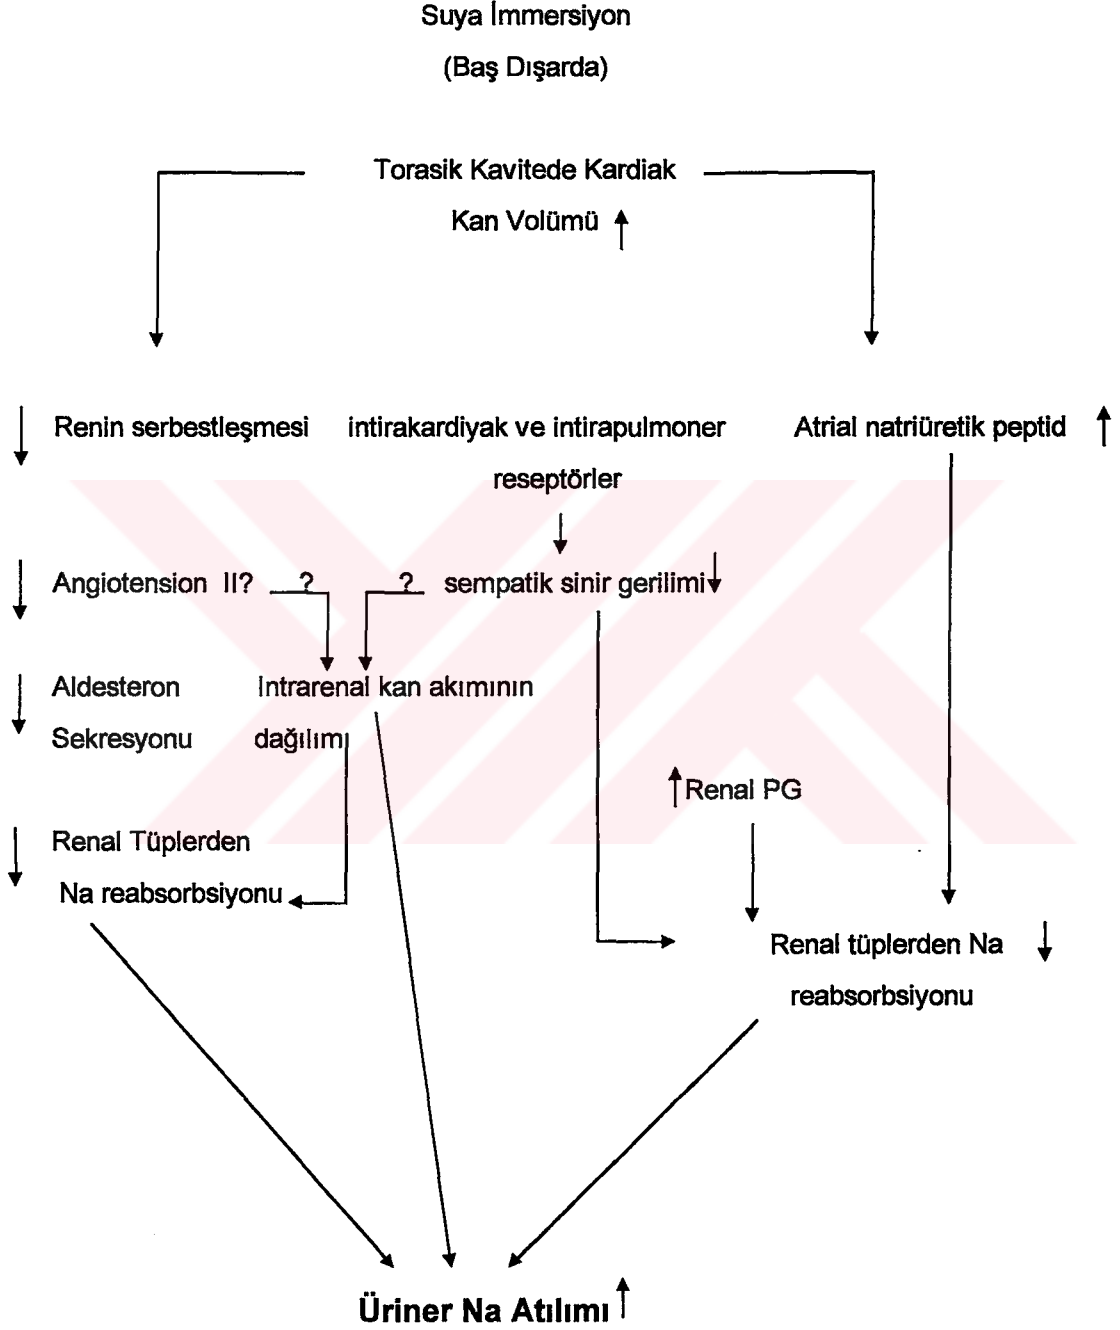 Suya İmmersiyon
(Baş Dışarda)
Torasik Kavitede Kardiak
Kan Volümü ↑
↓ Renin serbestleşmesi intirakardiyak ve intirapulmoner Atrial natriüretik peptid ↑
reseptörler
↓ Angiotension II? ? ? sempatik sinir gerilimi ↓
↓ Aldesteron Intrarenal kan akımının
Sekresyonu dağılımı
↑ Renal PG
↓ Renal Tüplerden
Na reabsorbsiyonu
Renal tüplerden Na ↓
reabsorbsiyonu
Üriner Na Atılımı ↑